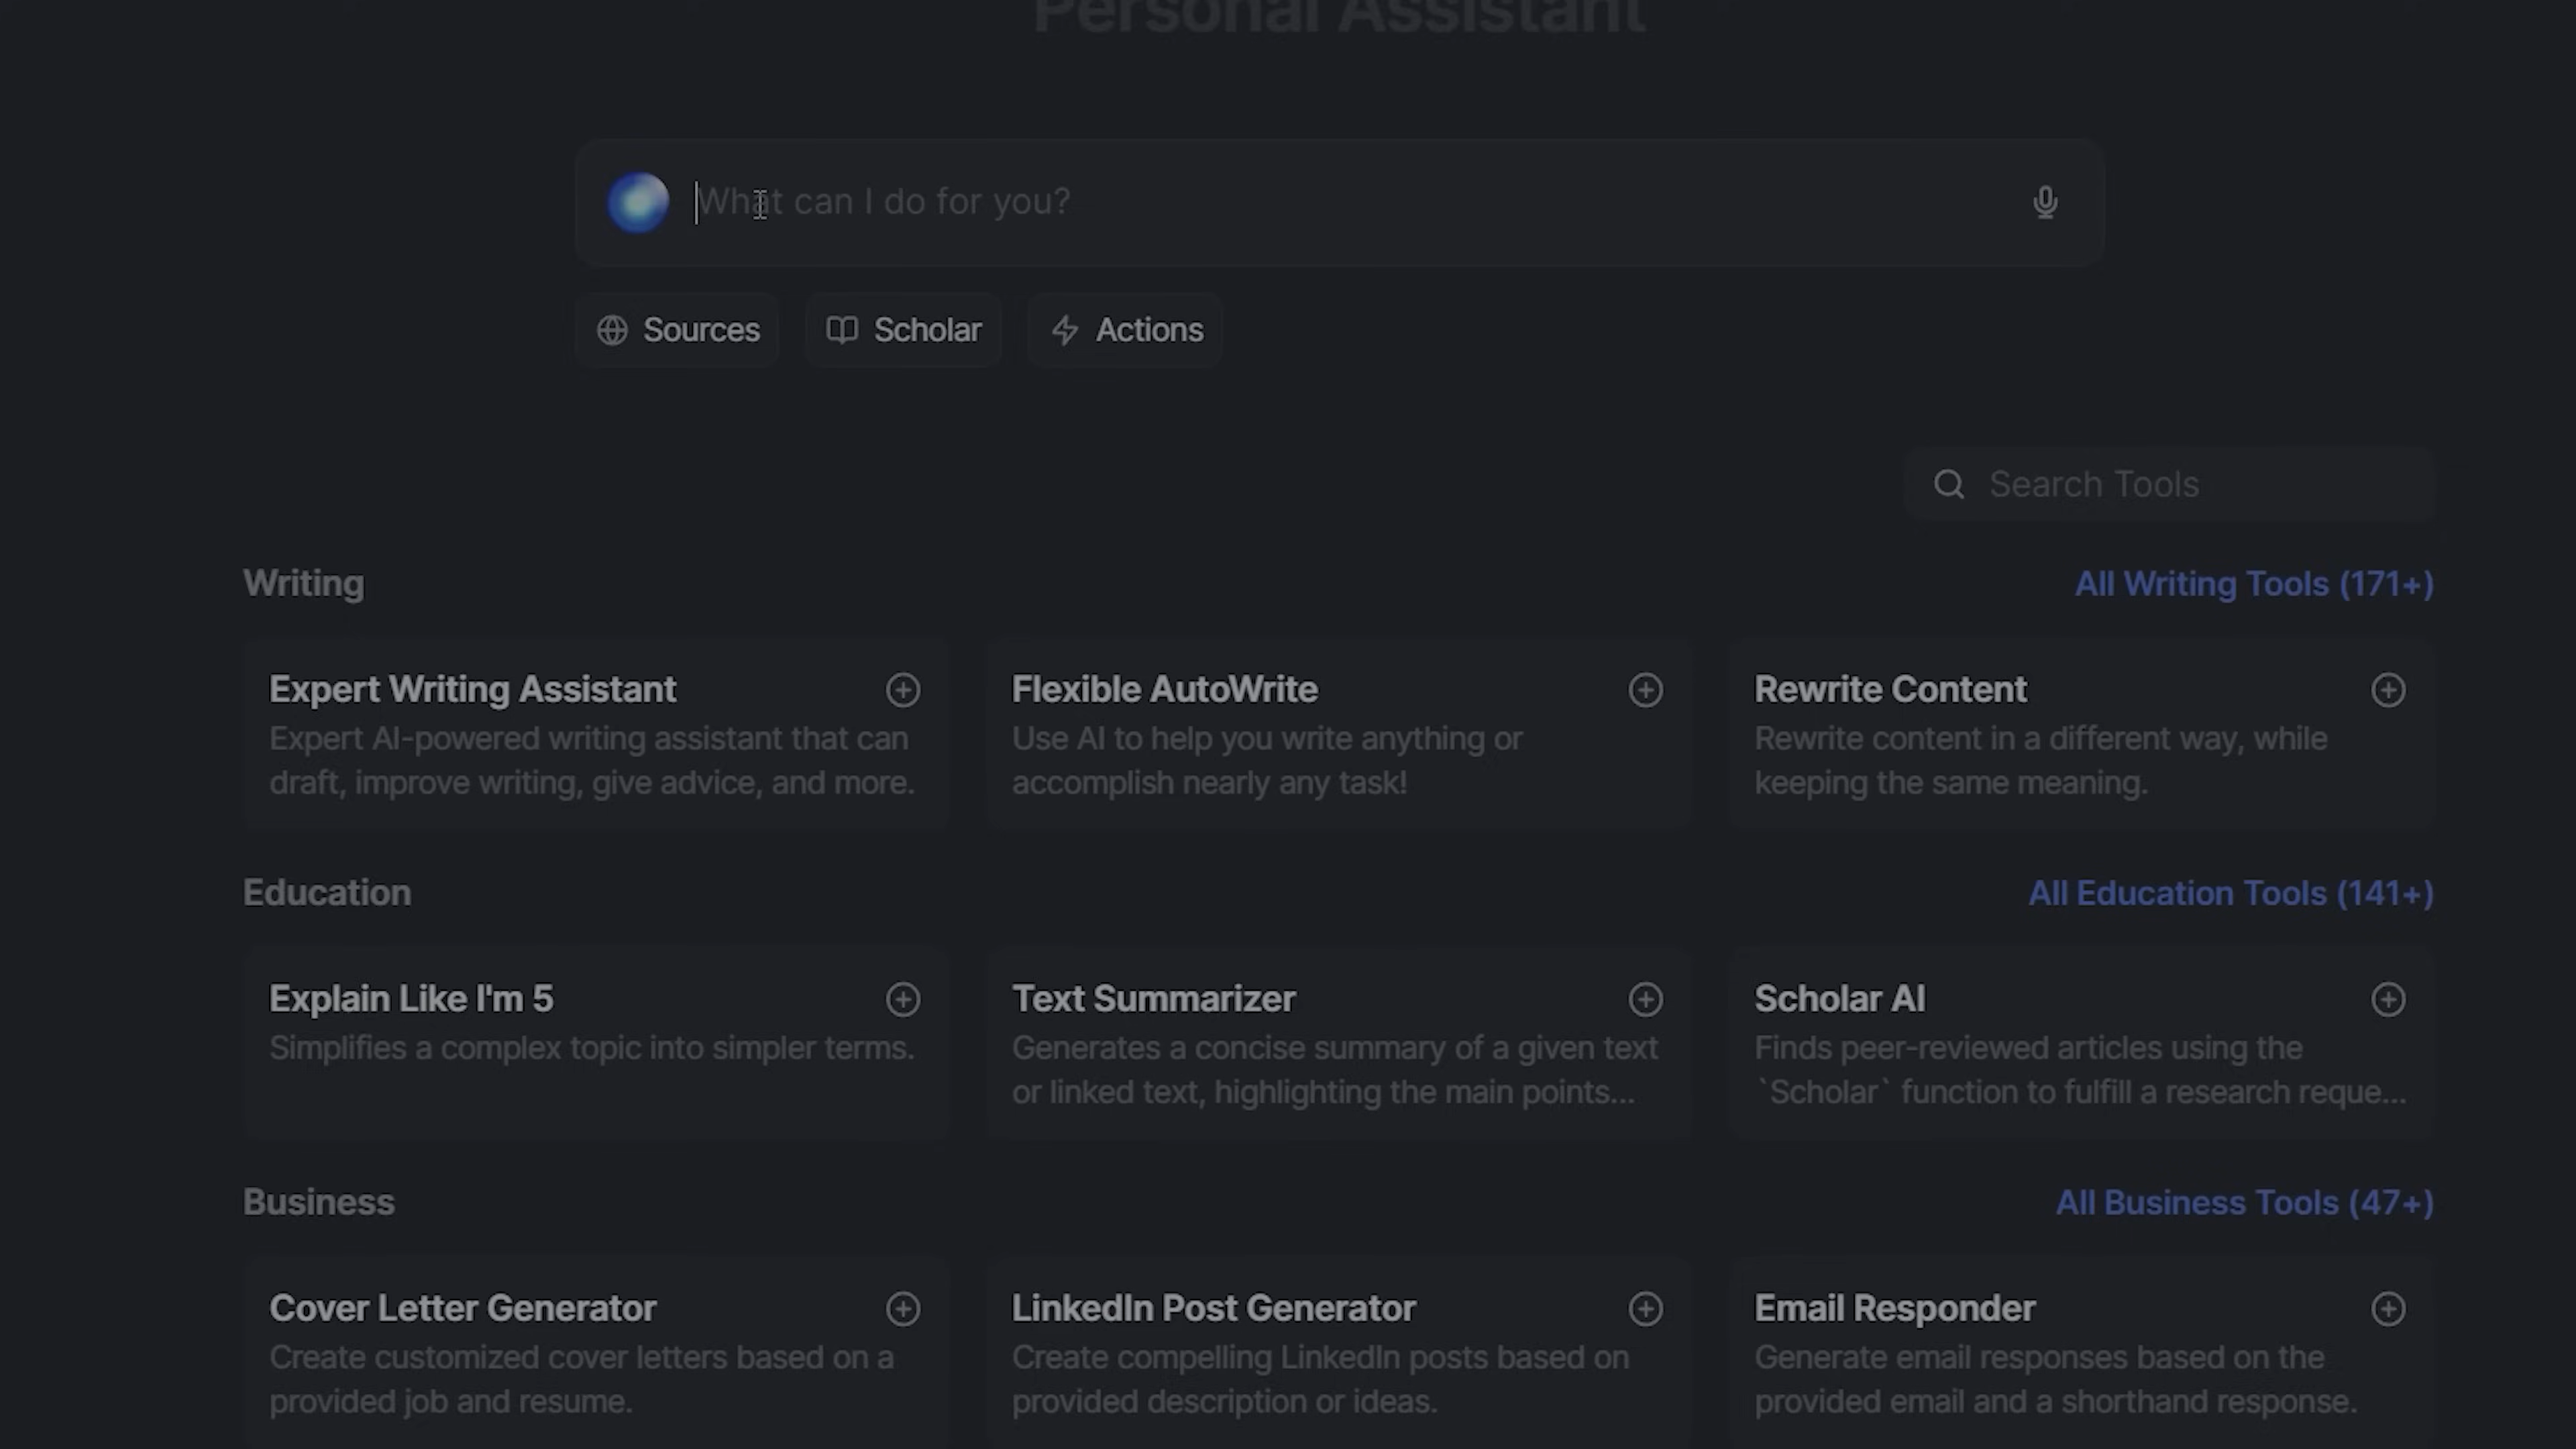 Personal Assistant
What can I do for you?
Sources
Scholar
Actions
Search Tools
Writing
All Writing Tools (171+)
Expert Writing Assistant
Expert AI-powered writing assistant that can
draft, improve writing, give advice, and more.
Flexible AutoWrite
Use AI to help you write anything or
accomplish nearly any task!
Rewrite Content
Rewrite content in a different way, while
keeping the same meaning.
Education
All Education Tools (141+)
Explain Like I'm 5
Simplifies a complex topic into simpler terms.
Text Summarizer
Generates a concise summary of a given text
or linked text, highlighting the main points...
Scholar AI
Finds peer-reviewed articles using the
`Scholar` function to fulfill a research reque...
Business
All Business Tools (47+)
Cover Letter Generator
Create customized cover letters based on a
provided job and resume.
LinkedIn Post Generator
Create compelling LinkedIn posts based on
provided description or ideas.
Email Responder
Generate email responses based on the
provided email and a shorthand response.